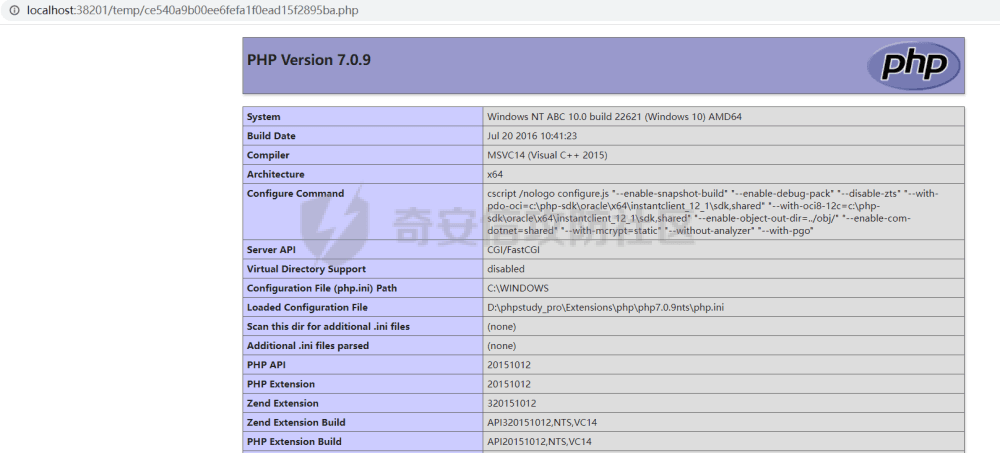 localhost:38201/temp/ce540a9b00ee6fefa1f0ead15f2895ba.php
PHP Version 7.0.9
php
System Windows NT ABC 10.0 build 22621 (Windows 10) AMD64
Build Date Jul 20 2016 10:41:23
Compiler MSVC14 (Visual C++ 2015)
Architecture x64
Configure Command cscript /nologo configure.js "--enable-snapshot-build" "--enable-debug-pack" "--disable-zts" "--with-
pdo-oci=c:\php-sdk\oracle\x64\instantclient_12_1\sdk,shared" "--with-oci8-12c=c:\php-
sdk\oracle\x64\instantclient_12_1\sdk,shared" "--enable-object-out-dir=../obj/" "--enable-com-
dotnet=shared" "--with-mcrypt=static" "--without-analyzer" "--with-pgo"
奇安信攻防社区
Server API CGI/FastCGI
Virtual Directory Support disabled
Configuration File (php.ini) Path C:\WINDOWS
Loaded Configuration File D:\phpstudy_pro\Extensions\php\php7.0.9nts\php.ini
Scan this dir for additional .ini files (none)
Additional .ini files parsed (none)
PHP API 20151012
PHP Extension 20151012
Zend Extension 320151012
Zend Extension Build API320151012,NTS,VC14
PHP Extension Build API20151012,NTS,VC14